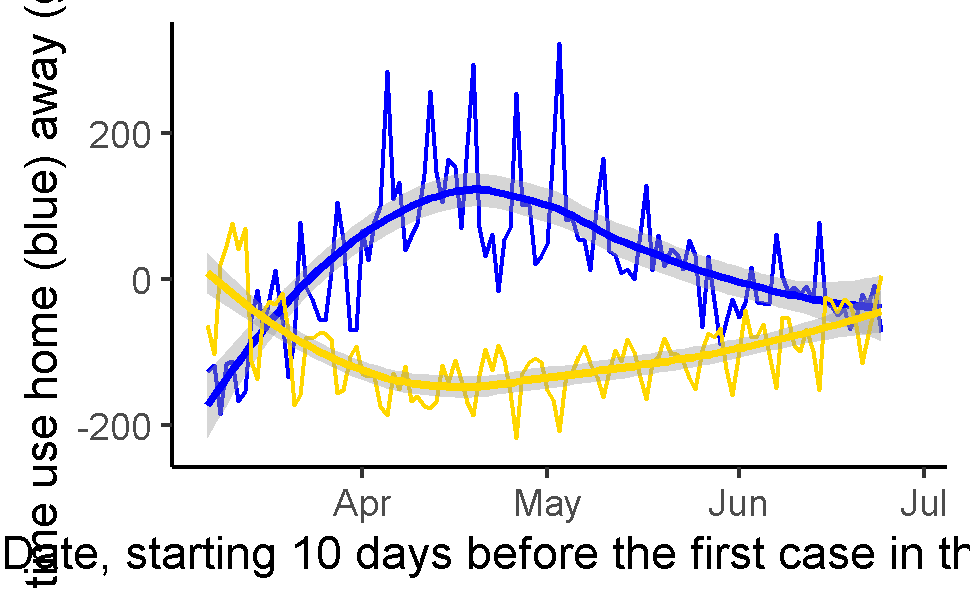 time use home (blue) away (
200
0
-200
Apr May Jun Jul
Date, starting 10 days before the first case in th